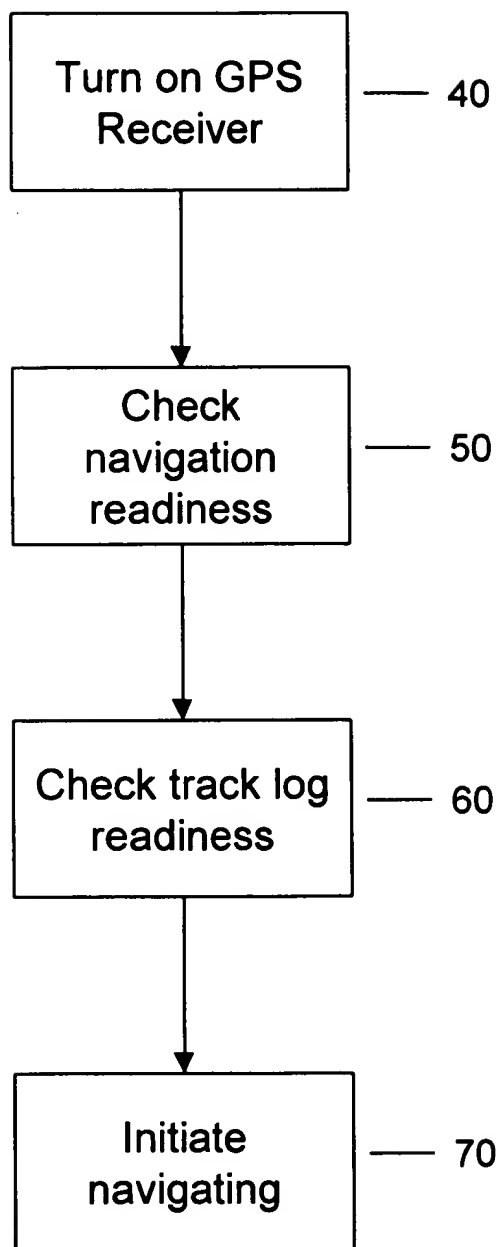 Turn on GPS
Receiver
40
Check
navigation
readiness
50
Check track log
readiness
60
Initiate
navigating
70